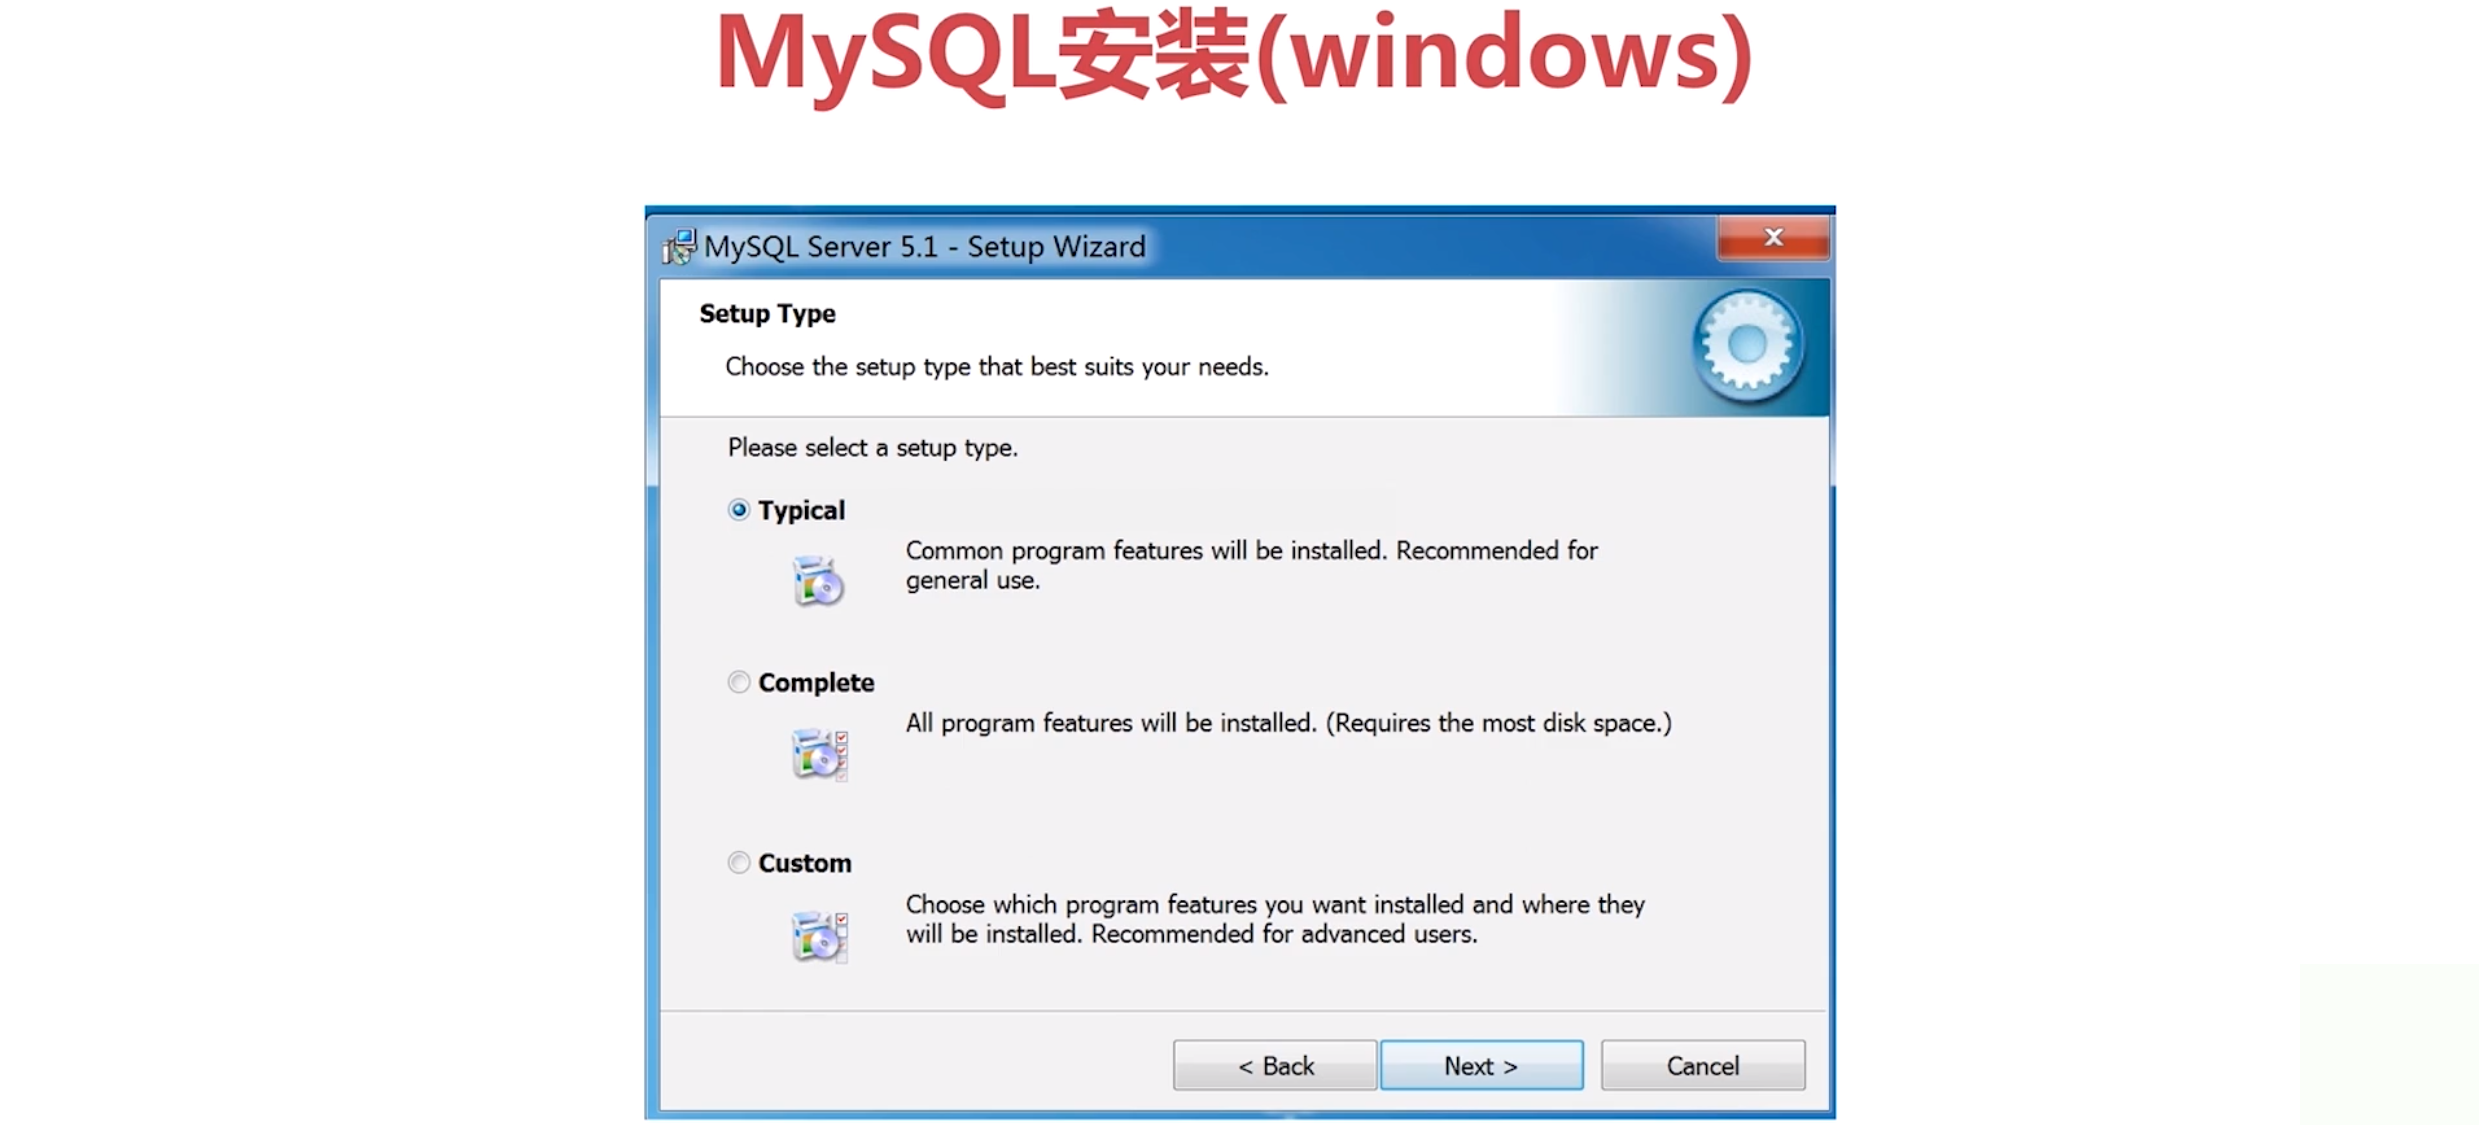 MySQL安装(windows)
MySQL Server 5.1 - Setup Wizard
Setup Type
Choose the setup type that best suits your needs.
Please select a setup type.
Typical
Common program features will be installed. Recommended for
general use.
Complete
All program features will be installed. (Requires the most disk space.)
Custom
Choose which program features you want installed and where they
will be installed. Recommended for advanced users.
< Back
Next >
Cancel